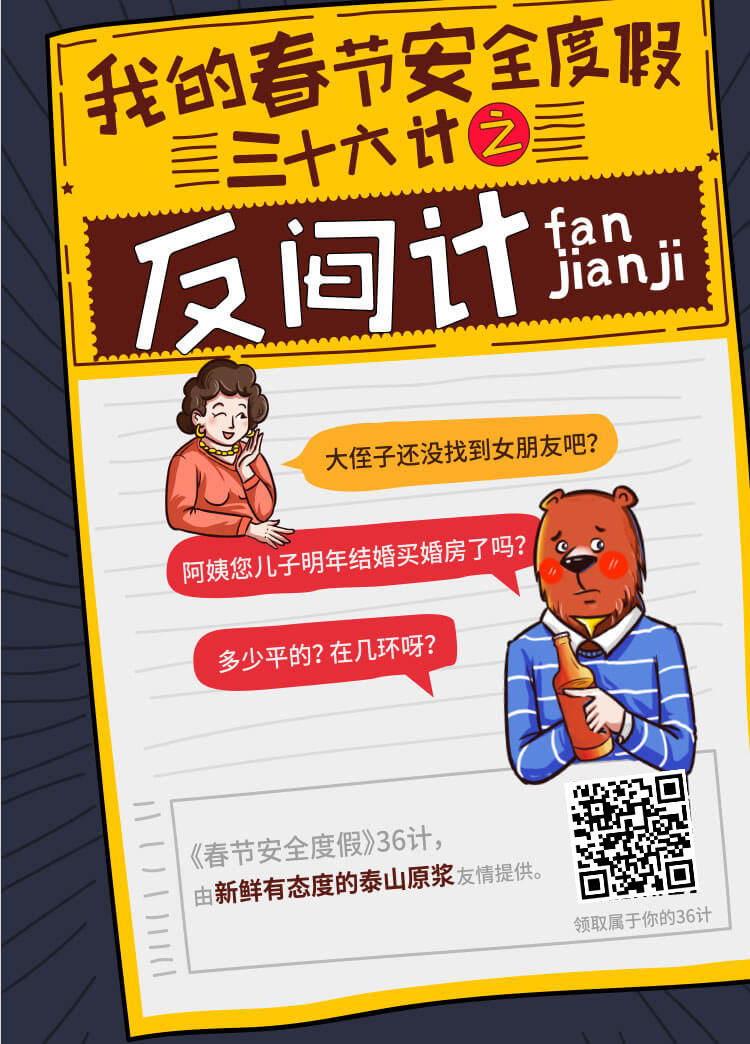 我的春节安全度假
三十六计之
反间计
fan
jianji
大侄子还没找到女朋友吧?
阿姨您儿子明年结婚买婚房了吗?
多少平的?在几环呀?
《春节安全度假》36计，
由新鲜有态度的泰山原浆友情提供。
领取属于你的36计